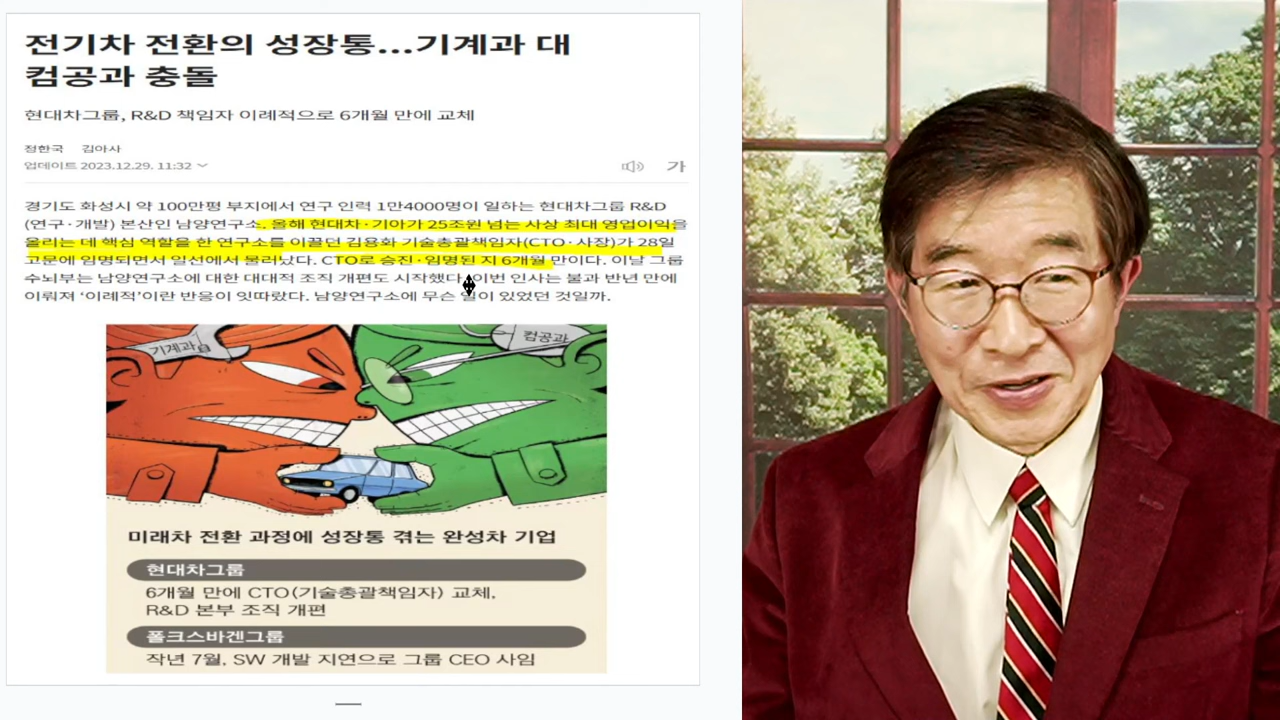 전기차 전환의 성장통...기계과 대
컴공과 충돌
현대차그룹, R&D 책임자 이례적으로 6개월 만에 교체
정한국 김아사
업데이트 2023.12.29. 11:32
가
경기도 화성시 약 100만평 부지에서 연구 인력 1만4000명이 일하는 현대차그룹 R&D
(연구·개발) 본산인 남양연구소. 올해 현대차·기아가 25조원 넘는 사상 최대 영업이익을
올리는 데 핵심 역할을 한 연구소를 이끌던 김용화 기술총괄책임자(CTO·사장)가 28일
고문에 임명되면서 일선에서 물러났다. CTO로 승진·임명된 지 6개월 만이다. 이날 그룹
수뇌부는 남양연구소에 대한 대대적 조직 개편도 시작했다. 이번 인사는 불과 반년 만에
이뤄져 '이례적'이란 반응이 잇따랐다. 남양연구소에 무슨 일이 있었던 것일까.
기계과 컴공과
미래차 전환 과정에 성장통 겪는 완성차 기업
현대차그룹
6개월 만에 CTO(기술총괄책임자) 교체,
R&D 본부 조직 개편
폴크스바겐그룹
작년 7월, SW 개발 지연으로 그룹 CEO 사임